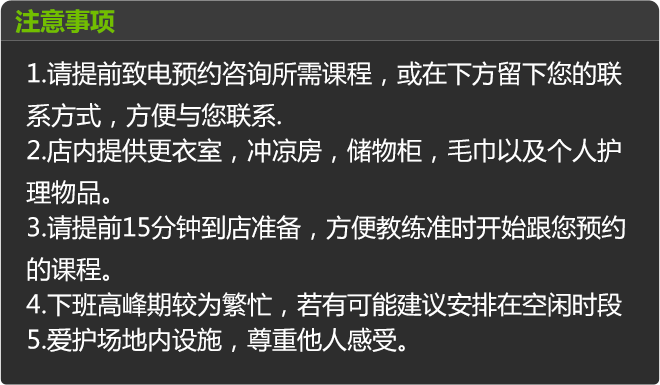 注意事项
1.请提前致电预约咨询所需课程，或在下方留下您的联
系方式，方便与您联系.
2.店内提供更衣室，冲凉房，储物柜，毛巾以及个人护
理物品。
3.请提前15分钟到店准备，方便教练准时开始跟您预约
的课程。
4.下班高峰期较为繁忙，若有可能建议安排在空闲时段
5.爱护场地内设施，尊重他人感受。